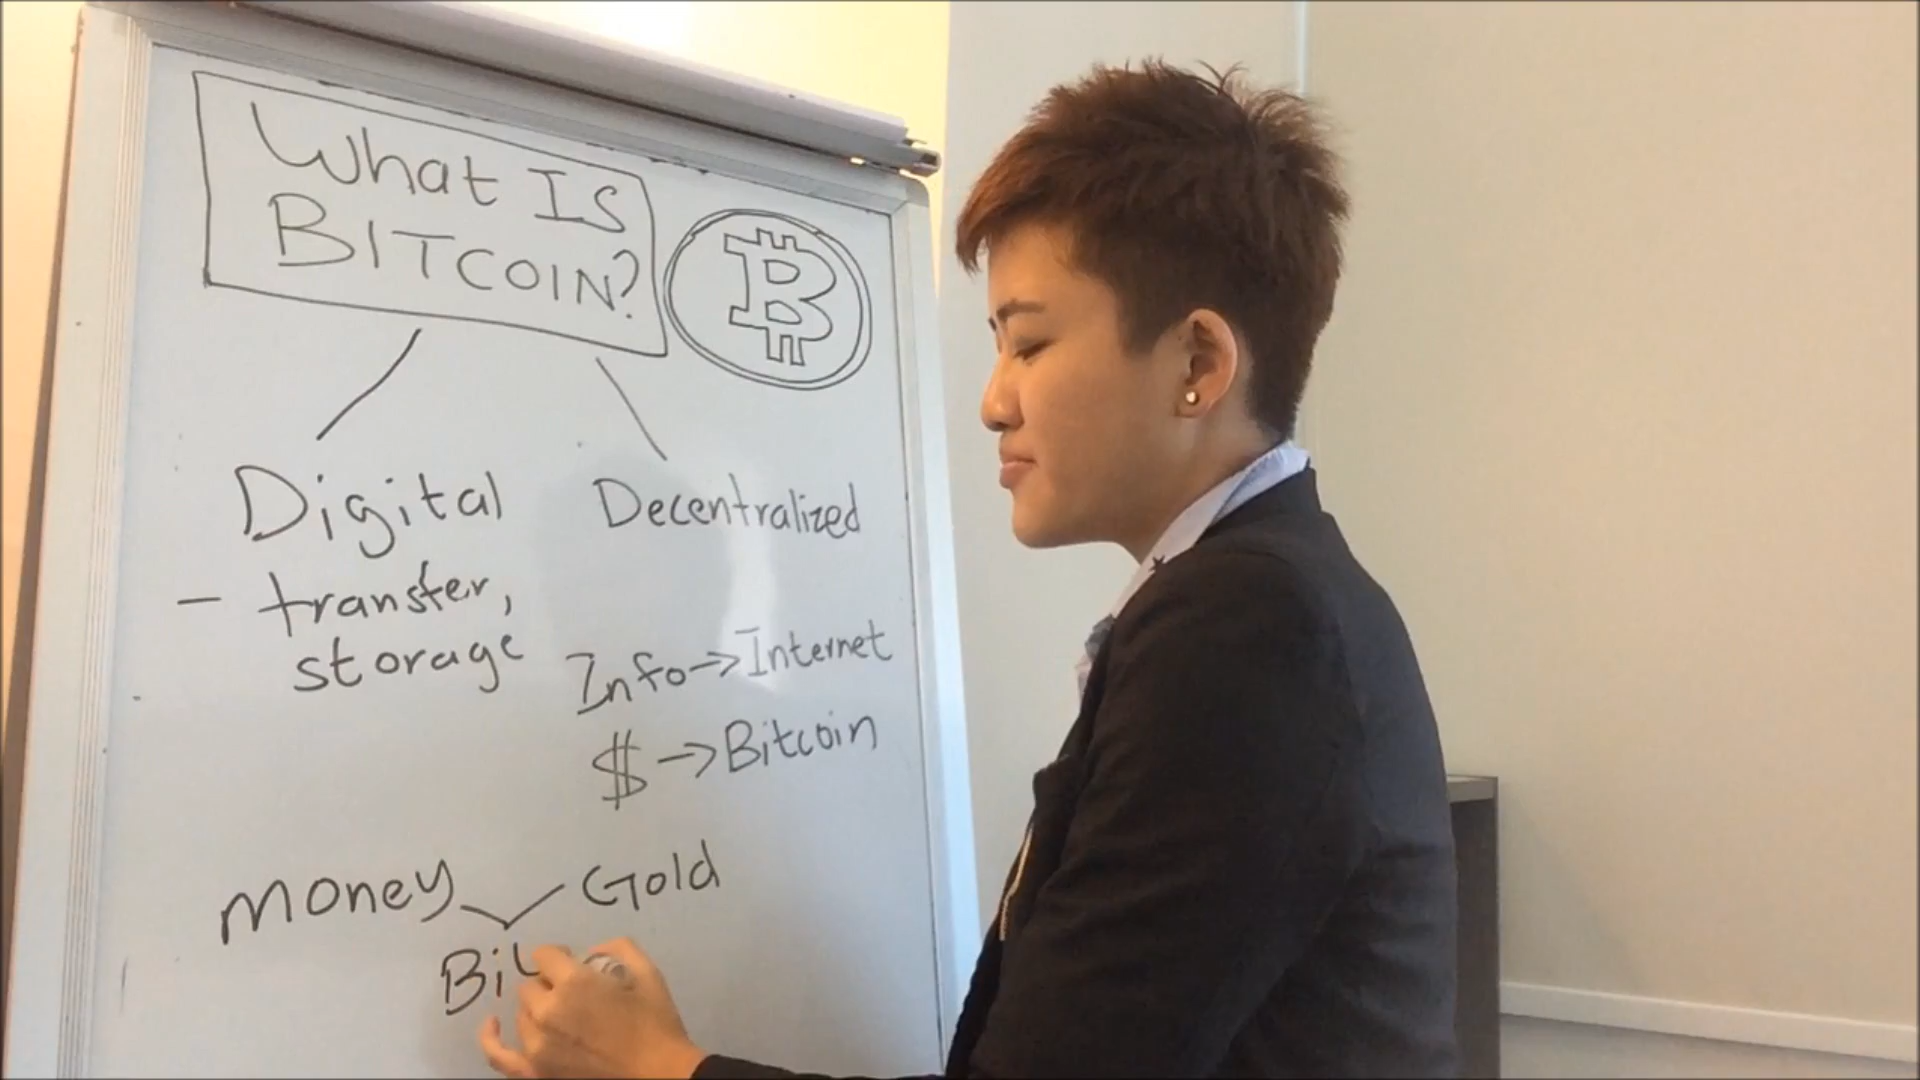 What IS
BITCOIN?
Digital
Decentralized
- transfer,
storage
Info->Internet
$->Bitcoin
money
Gold